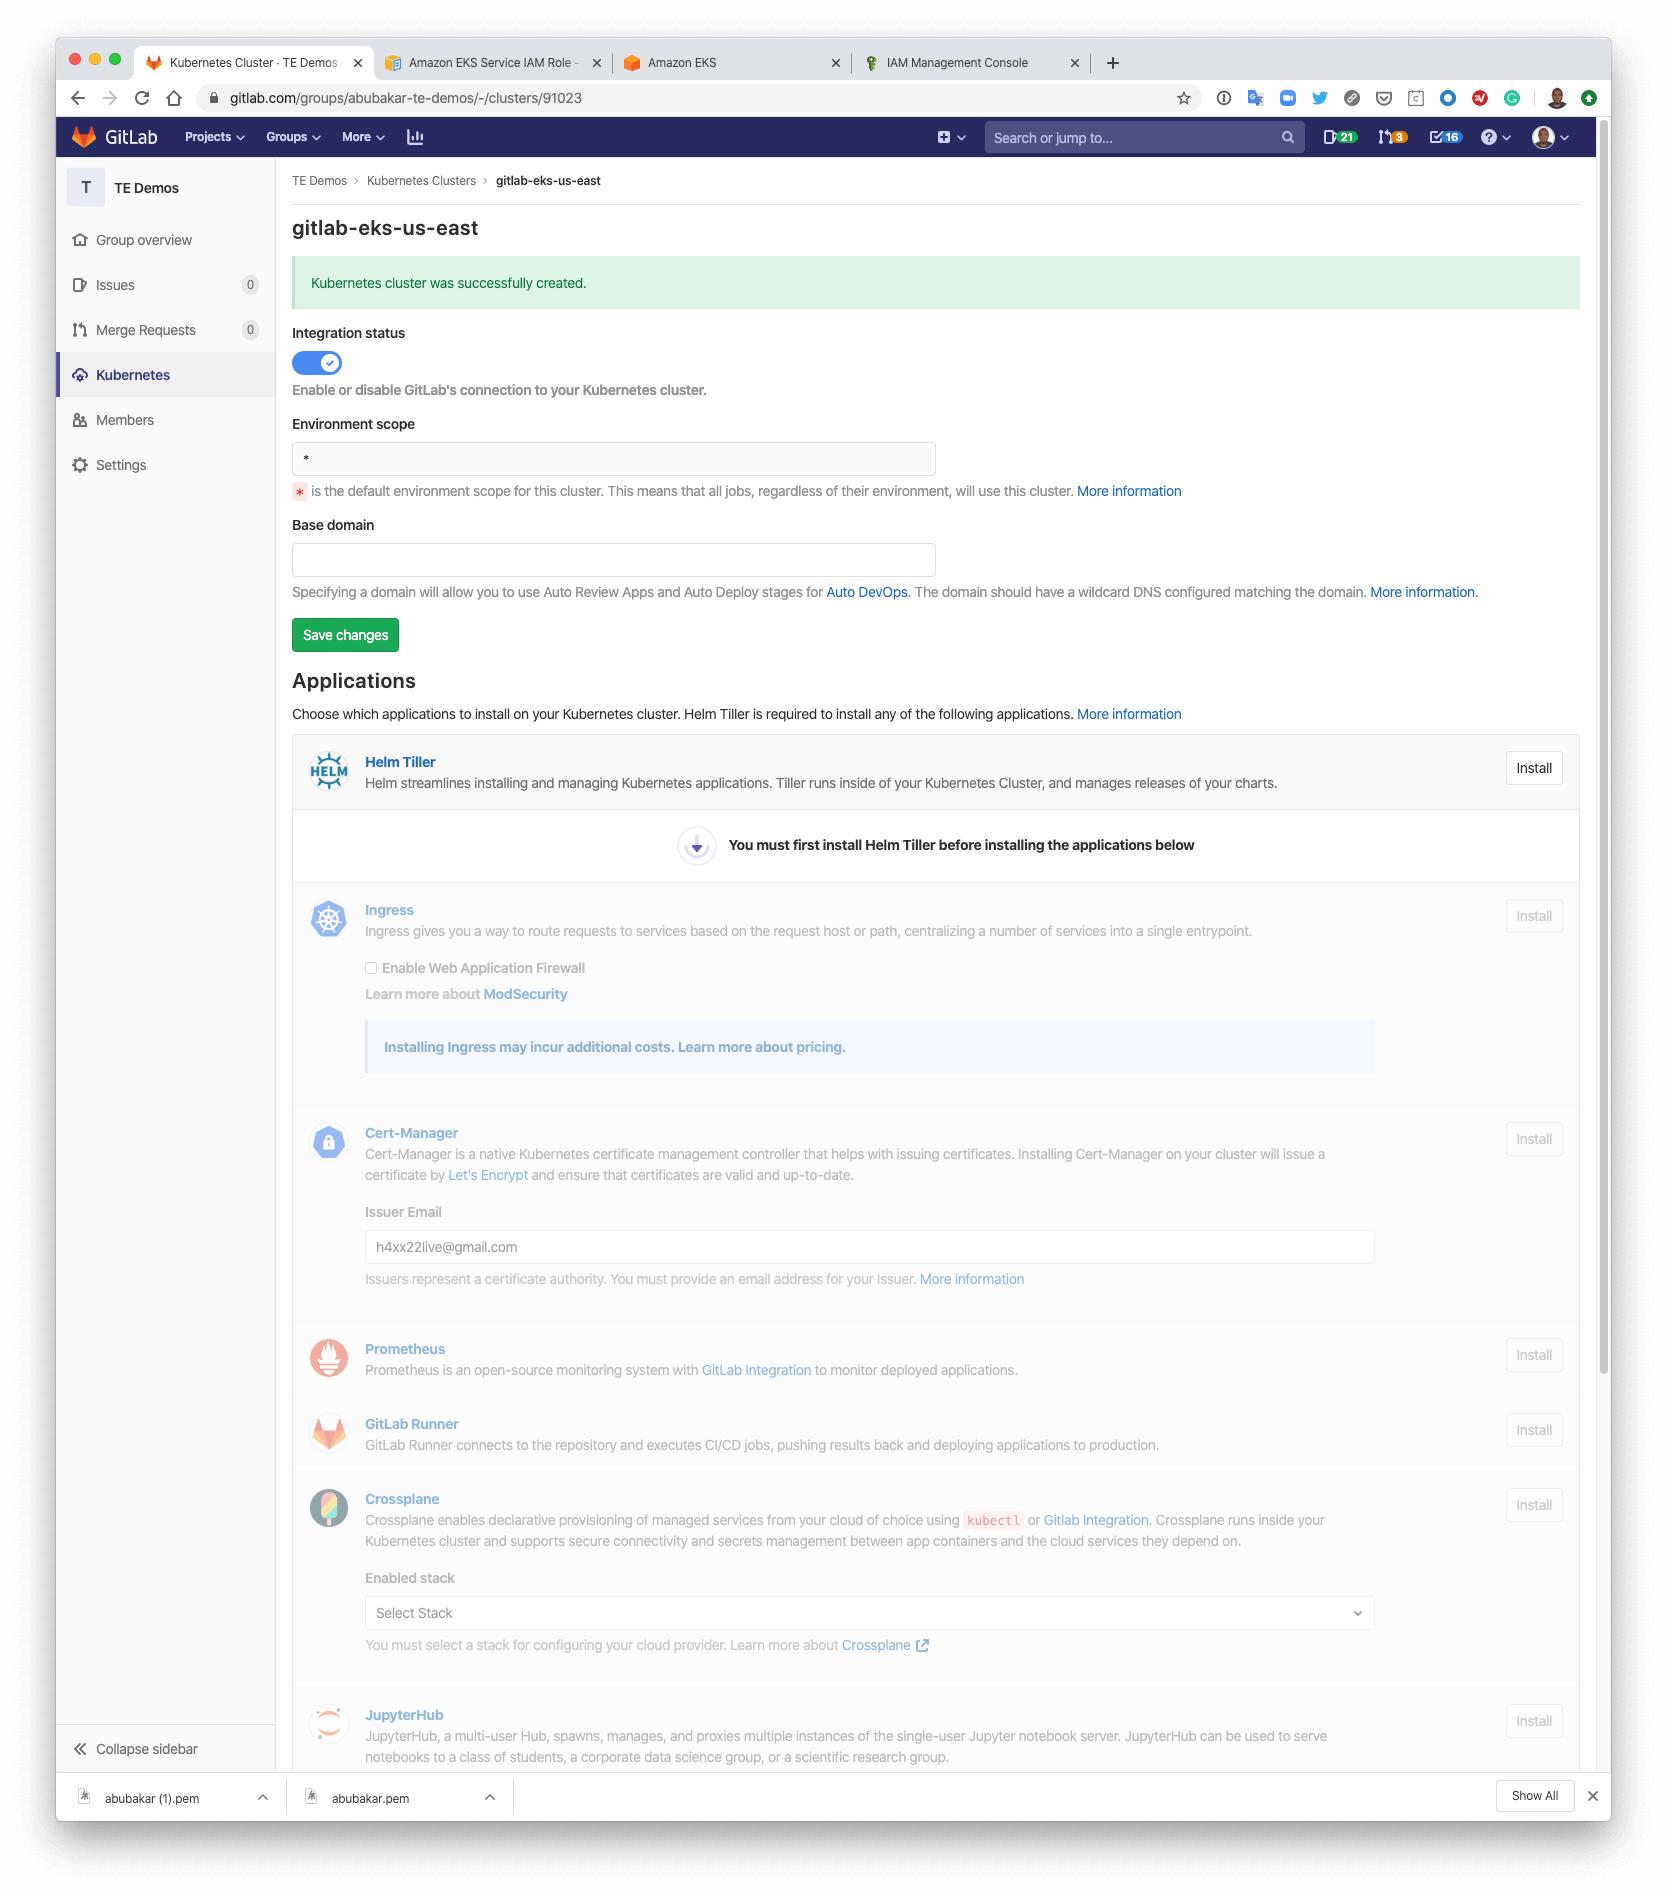 Kubernetes Cluster · TE Demos
Amazon EKS Service IAM Role -
Amazon EKS
IAM Management Console
gitlab.com/groups/abubakar-te-demos/-/clusters/91023
GitLab
Projects
Groups
More
Search or jump to...
21
3
16
T
TE Demos
Group overview
Issues 0
Merge Requests 0
Kubernetes
Members
Settings
Collapse sidebar
TE Demos › Kubernetes Clusters › gitlab-eks-us-east
gitlab-eks-us-east
Kubernetes cluster was successfully created.
Integration status
Enable or disable GitLab's connection to your Kubernetes cluster.
Environment scope
*
* is the default environment scope for this cluster. This means that all jobs, regardless of their environment, will use this cluster. More information
Base domain
Specifying a domain will allow you to use Auto Review Apps and Auto Deploy stages for Auto DevOps. The domain should have a wildcard DNS configured matching the domain. More information.
Save changes
Applications
Choose which applications to install on your Kubernetes cluster. Helm Tiller is required to install any of the following applications. More information
HELM
Helm Tiller
Helm streamlines installing and managing Kubernetes applications. Tiller runs inside of your Kubernetes Cluster, and manages releases of your charts.
Install
You must first install Helm Tiller before installing the applications below
Ingress
Ingress gives you a way to route requests to services based on the request host or path, centralizing a number of services into a single entrypoint.
Install
Enable Web Application Firewall
Learn more about ModSecurity
Installing Ingress may incur additional costs. Learn more about pricing.
Cert-Manager
Cert-Manager is a native Kubernetes certificate management controller that helps with issuing certificates. Installing Cert-Manager on your cluster will issue a
certificate by Let's Encrypt and ensure that certificates are valid and up-to-date.
Install
Issuer Email
h4xx22live@gmail.com
Issuers represent a certificate authority. You must provide an email address for your Issuer. More information
Prometheus
Prometheus is an open-source monitoring system with GitLab Integration to monitor deployed applications.
Install
GitLab Runner
GitLab Runner connects to the repository and executes CI/CD jobs, pushing results back and deploying applications to production.
Install
Crossplane
Crossplane enables declarative provisioning of managed services from your cloud of choice using kubectl or Gitlab Integration. Crossplane runs inside your
Kubernetes cluster and supports secure connectivity and secrets management between app containers and the cloud services they depend on.
Install
Enabled stack
Select Stack
You must select a stack for configuring your cloud provider. Learn more about Crossplane
JupyterHub
JupyterHub, a multi-user Hub, spawns, manages, and proxies multiple instances of the single-user Jupyter notebook server. JupyterHub can be used to serve
notebooks to a class of students, a corporate data science group, or a scientific research group.
Install
abubakar (1).pem
abubakar.pem
Show All